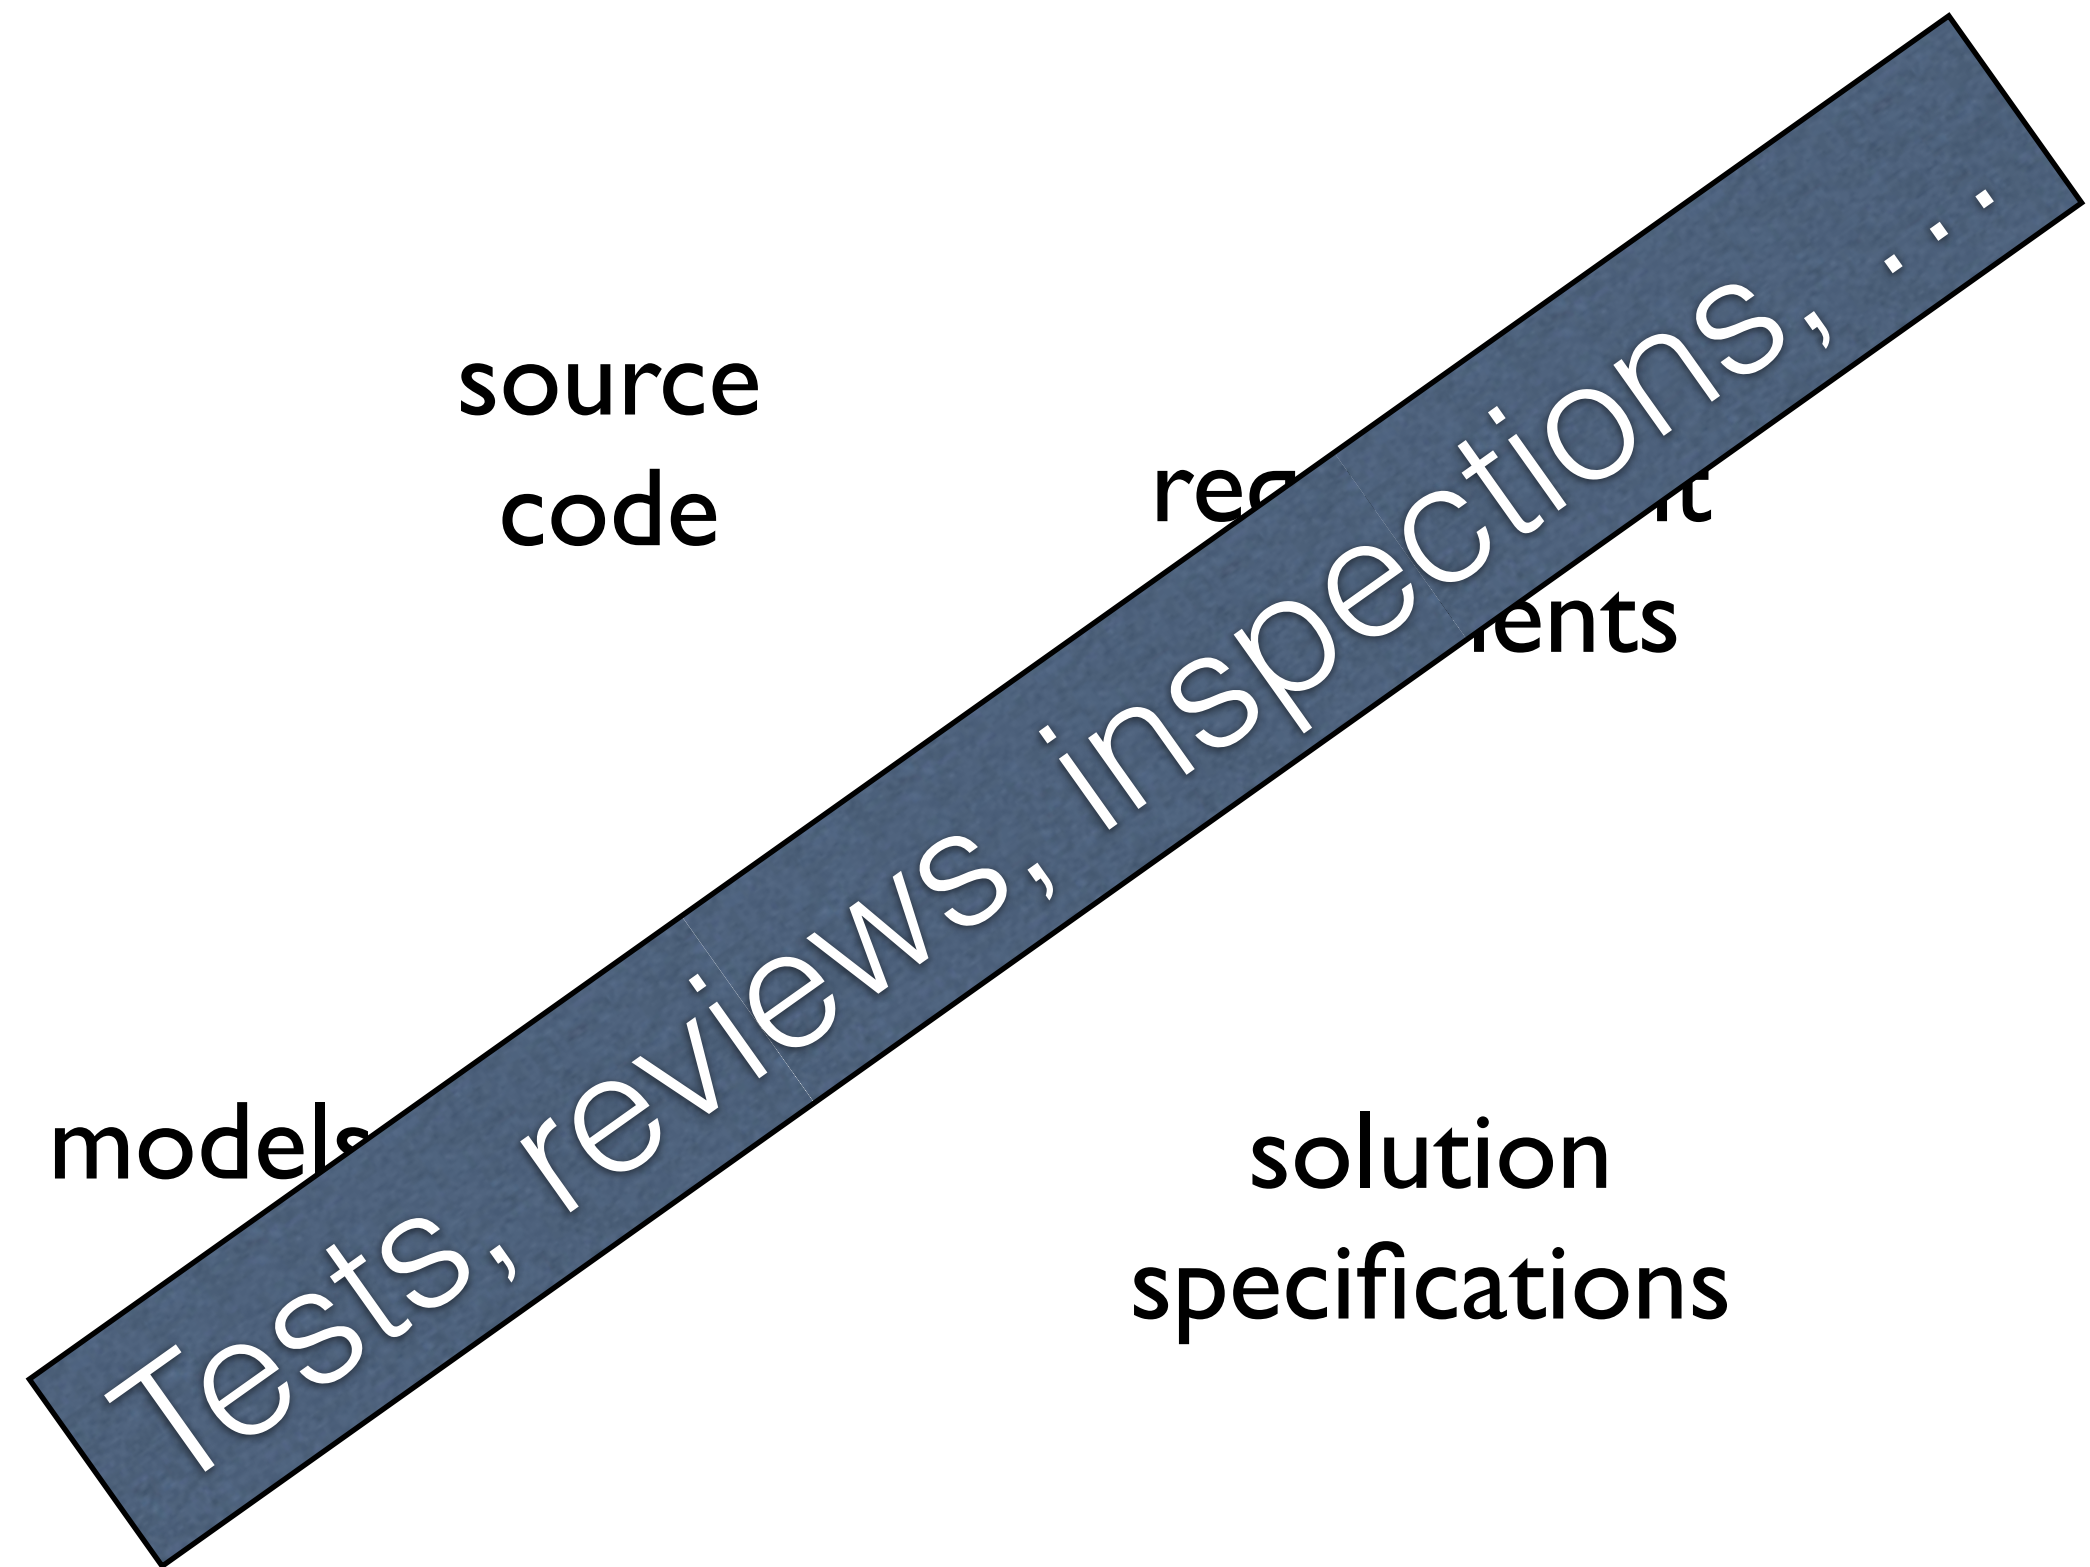 source
code
models
Tests, reviews, inspections, ...
solution
specifications